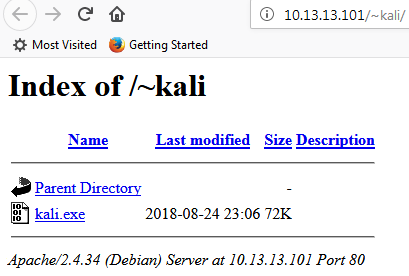 10.13.13.101/~kali/
Most Visited Getting Started
Index of /~kali
Name Last modified Size Description
Parent Directory -
kali.exe 2018-08-24 23:06 72K
Apache/2.4.34 (Debian) Server at 10.13.13.101 Port 80